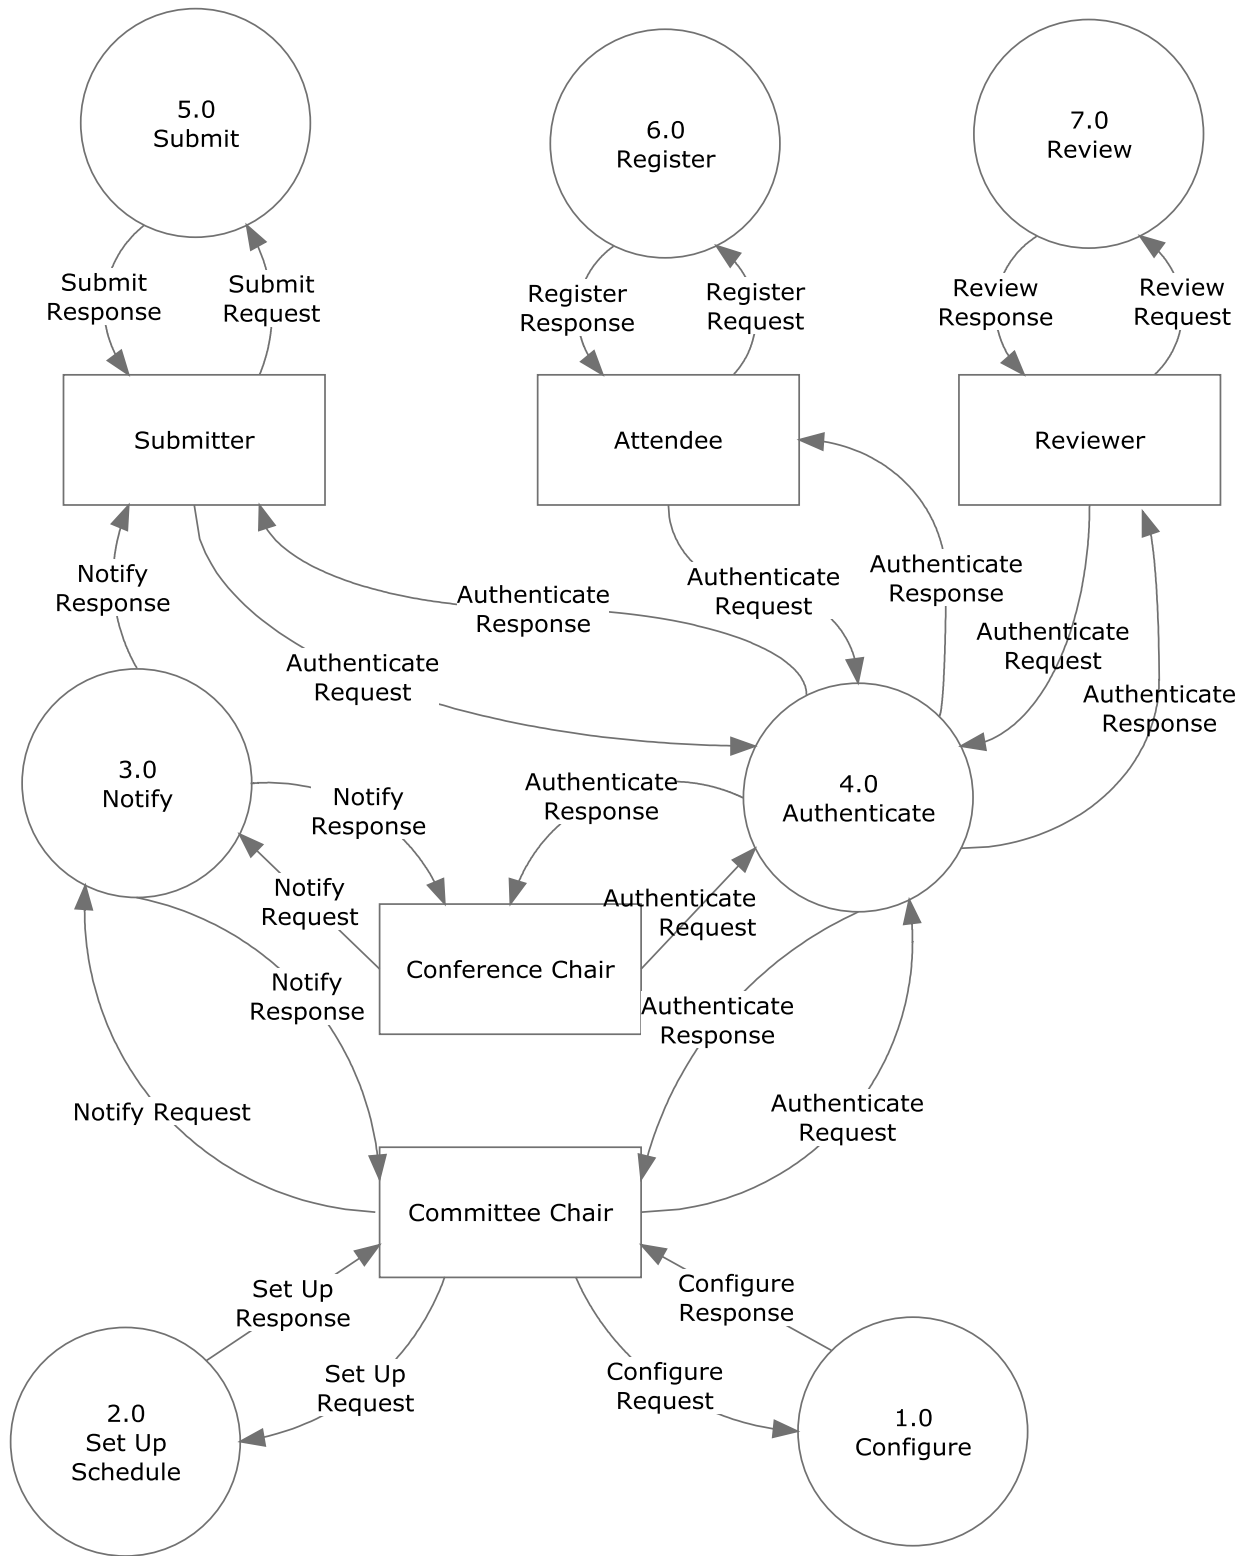 5.0
Submit
6.0
Register
7.0
Review
Submit
Response
Submit
Request
Register
Response
Register
Request
Review
Response
Review
Request
Submitter
Attendee
Reviewer
Notify
Response
Authenticate
Response
Authenticate
Request
Authenticate
Response
Authenticate
Request
Authenticate
Request
Authenticate
Response
3.0
Notify
Notify
Response
Authenticate
Response
4.0
Authenticate
Notify
Request
Authenticate
Request
Conference Chair
Notify
Response
Authenticate
Response
Notify Request
Authenticate
Request
Committee Chair
Set Up
Response
Configure
Response
Set Up
Request
Configure
Request
2.0
Set Up
Schedule
1.0
Configure